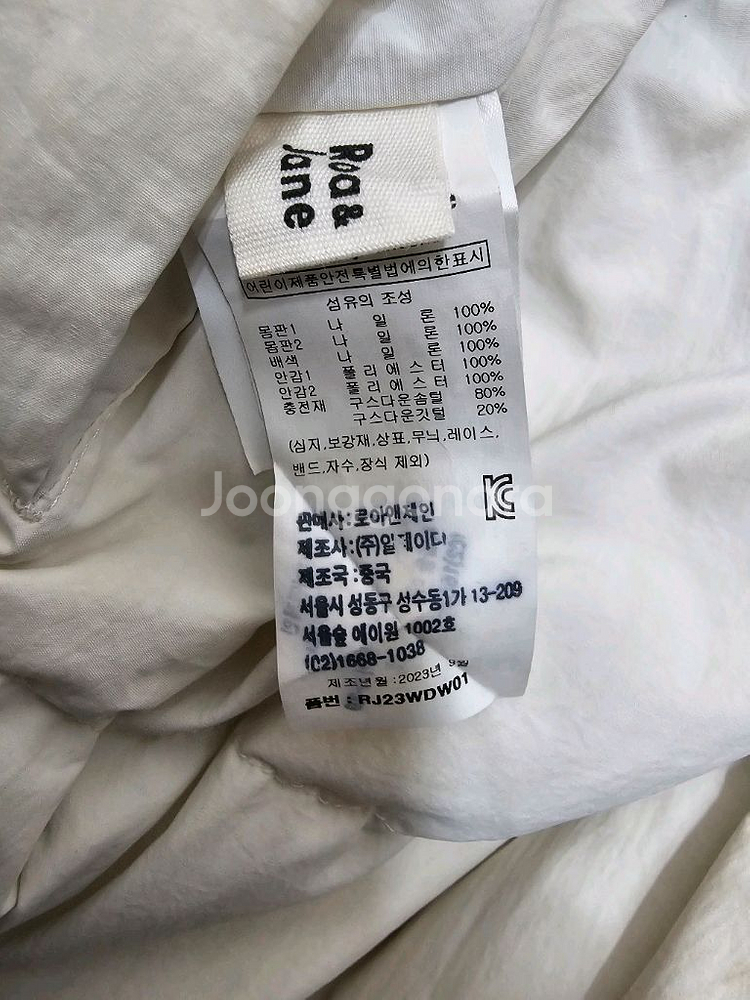 Roa&
Jane
어린이제품안전특별법에의한표시
섬유의 조성
몸판1 나 일 론 100%
몸판2 나 일 론 100%
배색 나 일 론 100%
안감1 폴 리 에 스 터 100%
안감2 폴 리 에 스 터 100%
충전재 구스다운솜털 80%
구스다운깃털 20%
(심지,보강재,상표,무늬,레이스,
밴드,자수,장식 제외)
Joonggonara
판매사:로아앤제인
제조사:(주)일
제조국:중국
서울시 성동구 성수동1가 13-209
서울숲 에이원 1002호
(02)1668-1038
제조년월:2023년 9월
품번 : RJ23WDW01